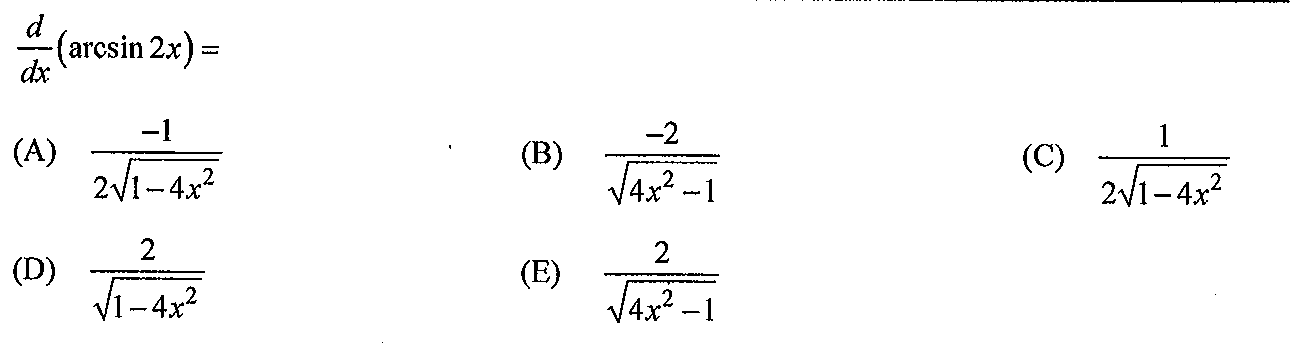 d/dx (arcsin 2x) =
(A) -1/(2√(1-4x²)) (B) -2/√(4x²-1) (C) 1/(2√(1-4x²))
(D) 2/√(1-4x²) (E) 2/√(4x²-1)